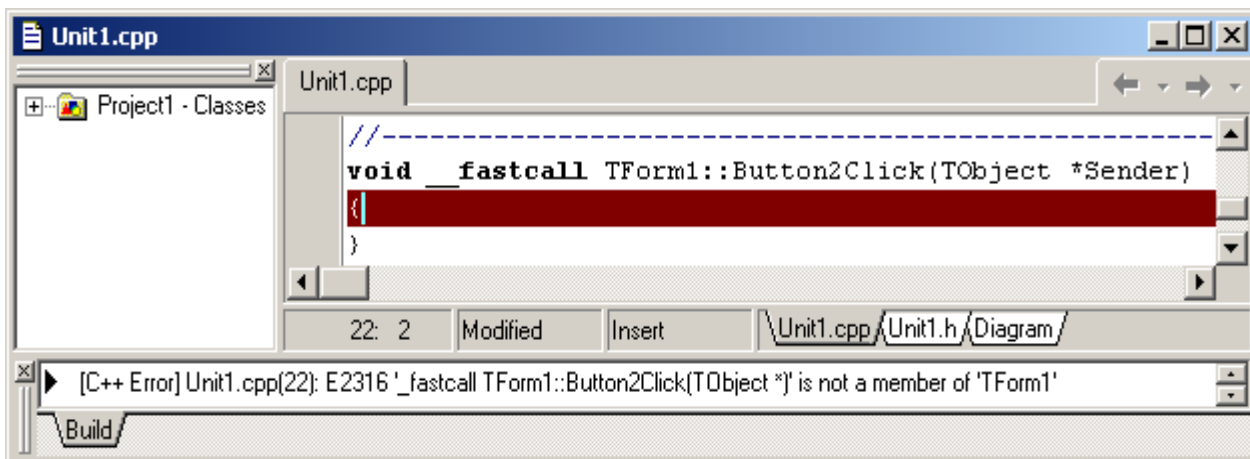 Unit1.cpp
Project1 - Classes
Unit1.cpp
//------------------------------------------------------
void __fastcall TForm1::Button2Click(TObject *Sender)
{
}
22: 2 Modified Insert Unit1.cpp Unit1.h Diagram
[C++ Error] Unit1.cpp(22): E2316 '_fastcall TForm1::Button2Click(TObject *)' is not a member of 'TForm1'
Build